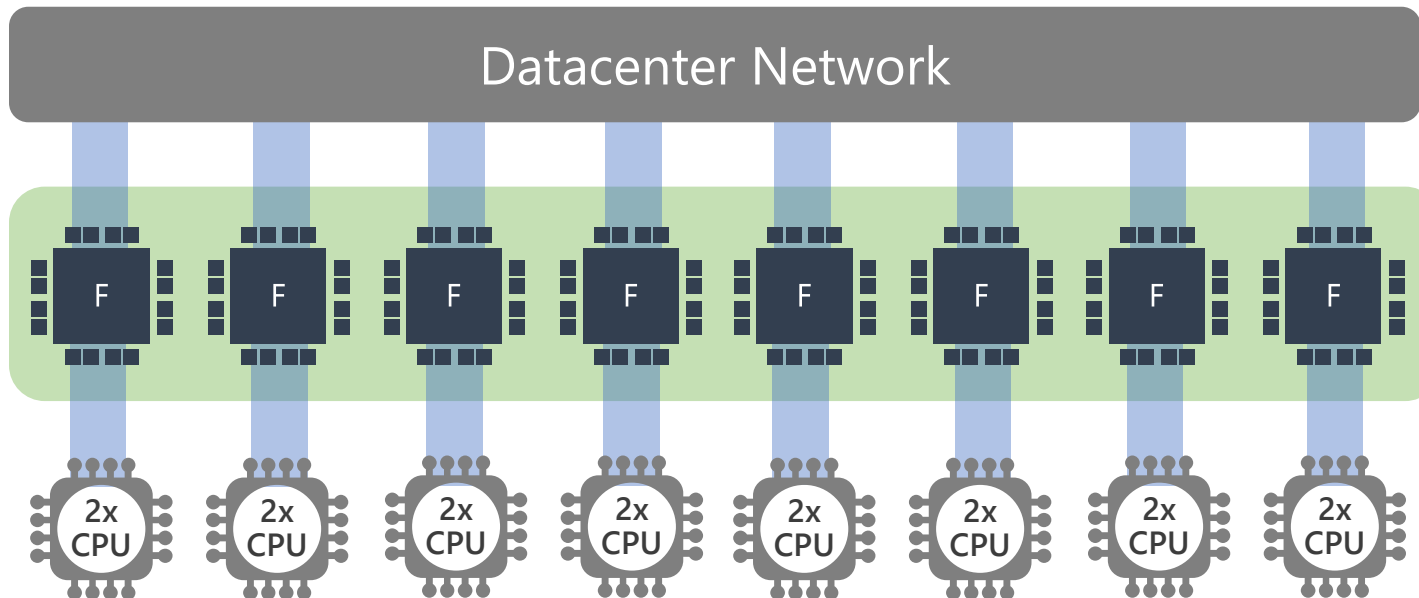 Datacenter Network
F F F F F F F F
2x 2x 2x 2x 2x 2x 2x 2x
CPU CPU CPU CPU CPU CPU CPU CPU